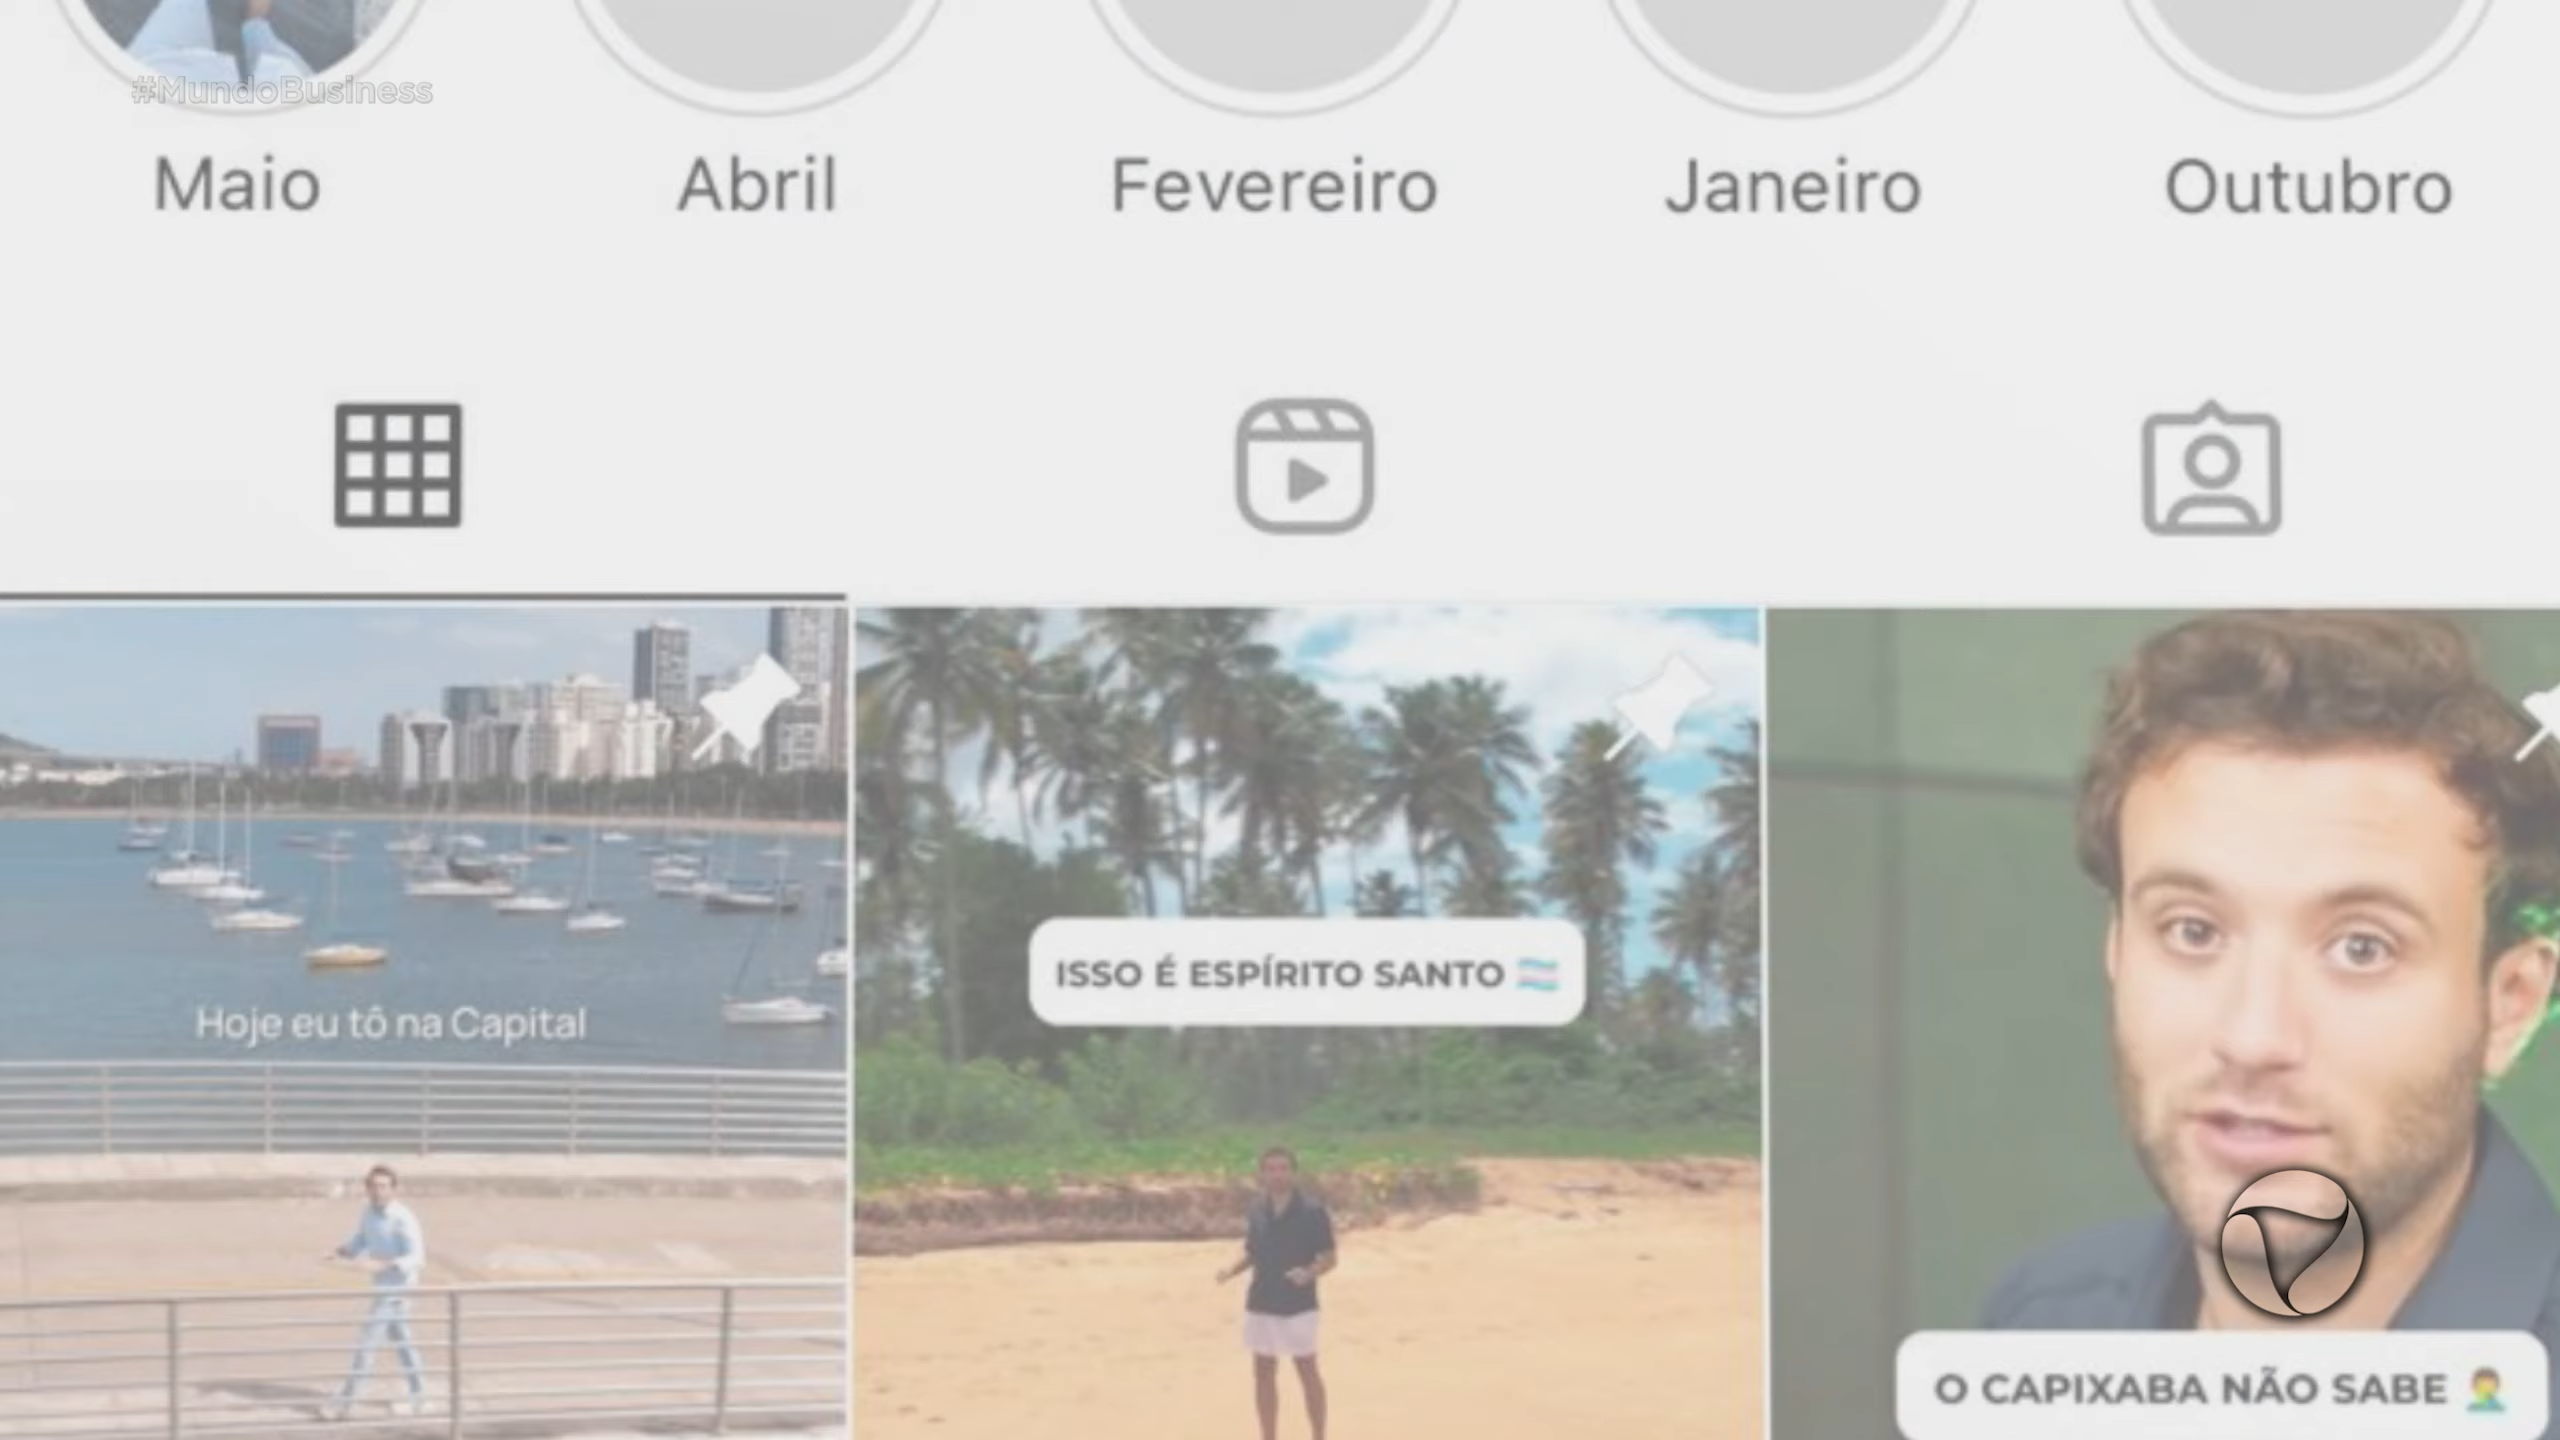 #MundoBusiness
Maio
Abril
Fevereiro
Janeiro
Outubro
Hoje eu tô na Capital
ISSO É ESPÍRITO SANTO
O CAPIXABA NÃO SABE